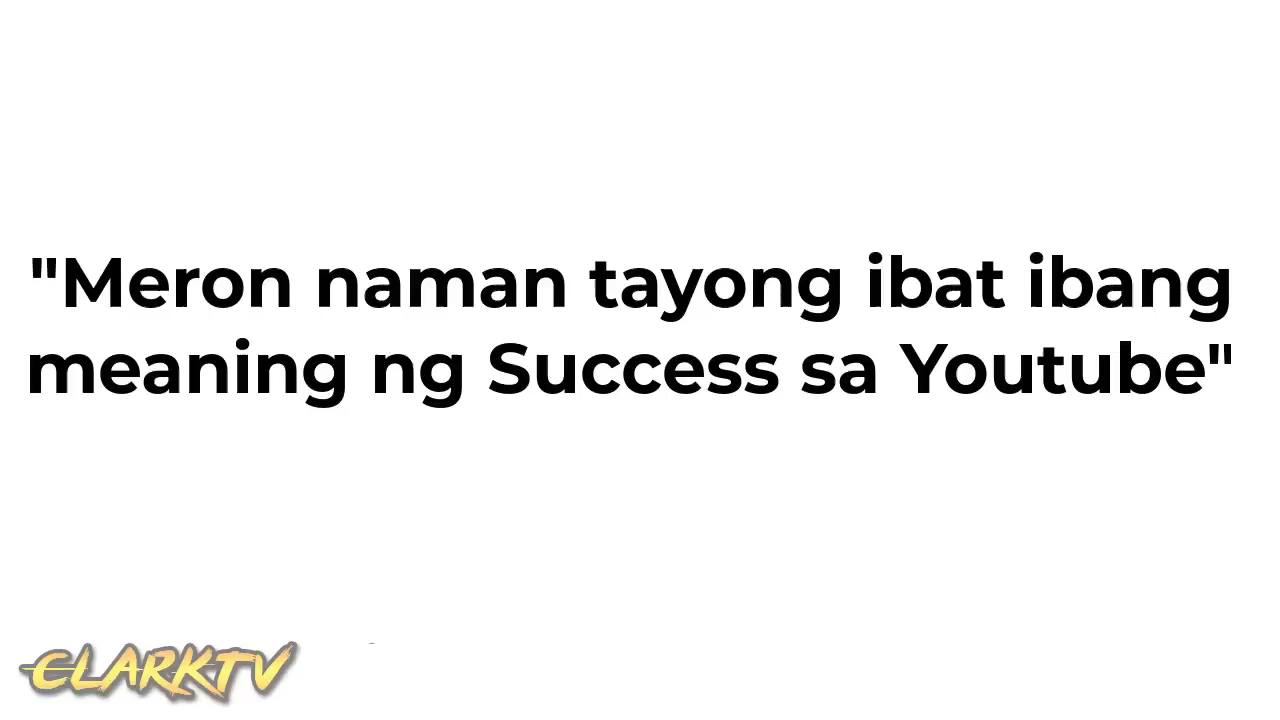 "Meron naman tayong ibat ibang
meaning ng Success sa Youtube"
CLARKTV